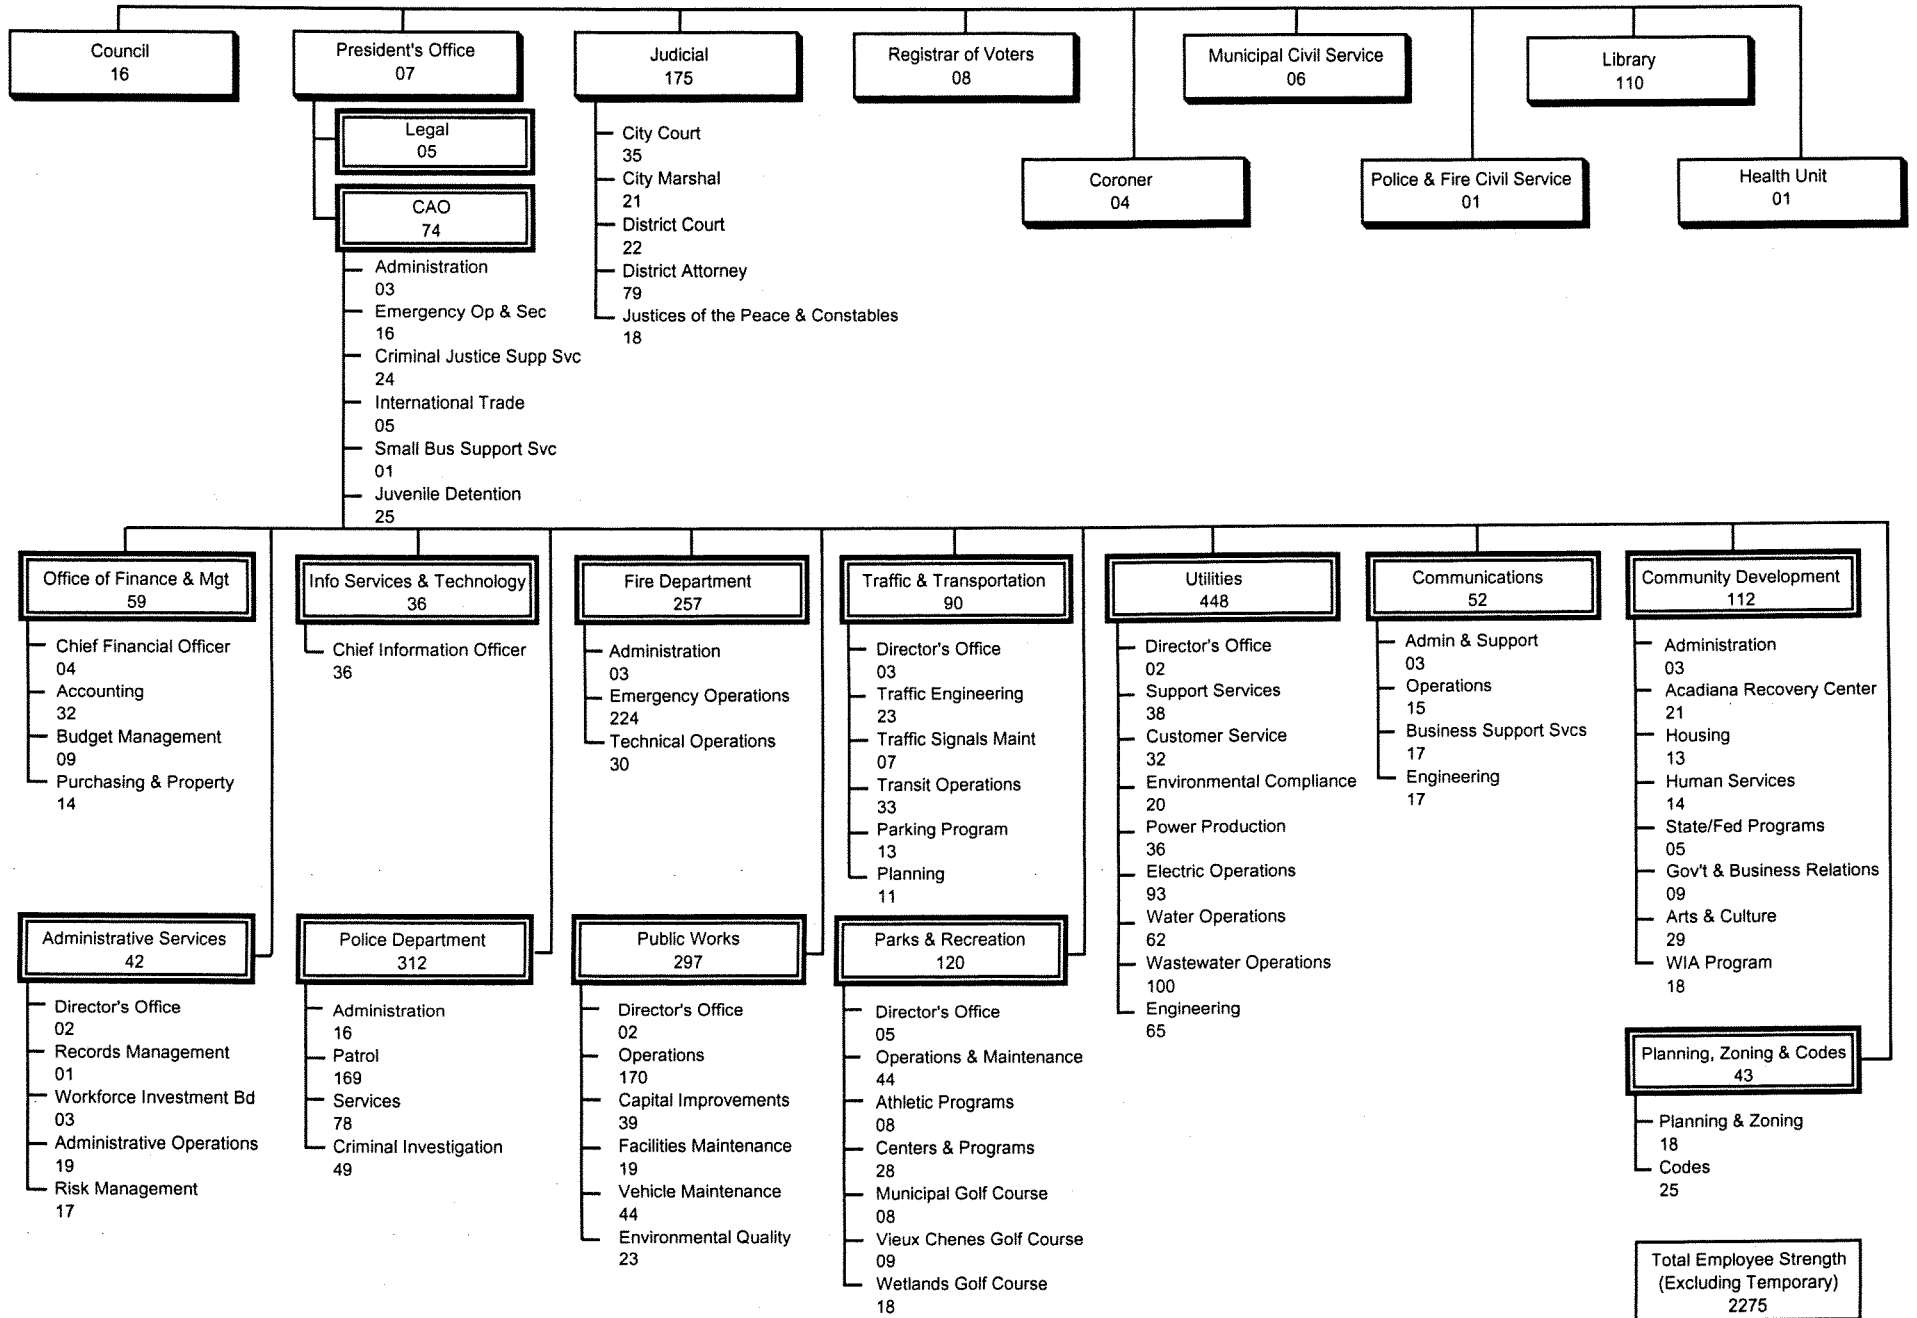 Council
16
President's Office
07
Legal
05
CAO
74
Administration
03
Emergency Op & Sec
16
Criminal Justice Supp Svc
24
International Trade
05
Small Bus Support Svc
01
Juvenile Detention
25
Judicial
175
City Court
35
City Marshal
21
District Court
22
District Attorney
79
Justices of the Peace & Constables
18
Registrar of Voters
08
Coroner
04
Municipal Civil Service
06
Police & Fire Civil Service
01
Library
110
Health Unit
01
Office of Finance & Mgt
59
Chief Financial Officer
04
Accounting
32
Budget Management
09
Purchasing & Property
14
Info Services & Technology
36
Chief Information Officer
36
Fire Department
257
Administration
03
Emergency Operations
224
Technical Operations
30
Traffic & Transportation
90
Director's Office
03
Traffic Engineering
23
Traffic Signals Maint
07
Transit Operations
33
Parking Program
13
Planning
11
Utilities
448
Director's Office
02
Support Services
38
Customer Service
32
Environmental Compliance
20
Power Production
36
Electric Operations
93
Water Operations
62
Wastewater Operations
100
Engineering
65
Communications
52
Admin & Support
03
Operations
15
Business Support Svcs
17
Engineering
17
Community Development
112
Administration
03
Acadiana Recovery Center
21
Housing
13
Human Services
14
State/Fed Programs
05
Gov't & Business Relations
09
Arts & Culture
29
WIA Program
18
Administrative Services
42
Director's Office
02
Records Management
01
Workforce Investment Bd
03
Administrative Operations
19
Risk Management
17
Police Department
312
Administration
16
Patrol
169
Services
78
Criminal Investigation
49
Public Works
297
Director's Office
02
Operations
170
Capital Improvements
39
Facilities Maintenance
19
Vehicle Maintenance
44
Environmental Quality
23
Parks & Recreation
120
Director's Office
05
Operations & Maintenance
44
Athletic Programs
08
Centers & Programs
28
Municipal Golf Course
08
Vieux Chenes Golf Course
09
Wetlands Golf Course
18
Planning, Zoning & Codes
43
Planning & Zoning
18
Codes
25
Total Employee Strength
(Excluding Temporary)
2275